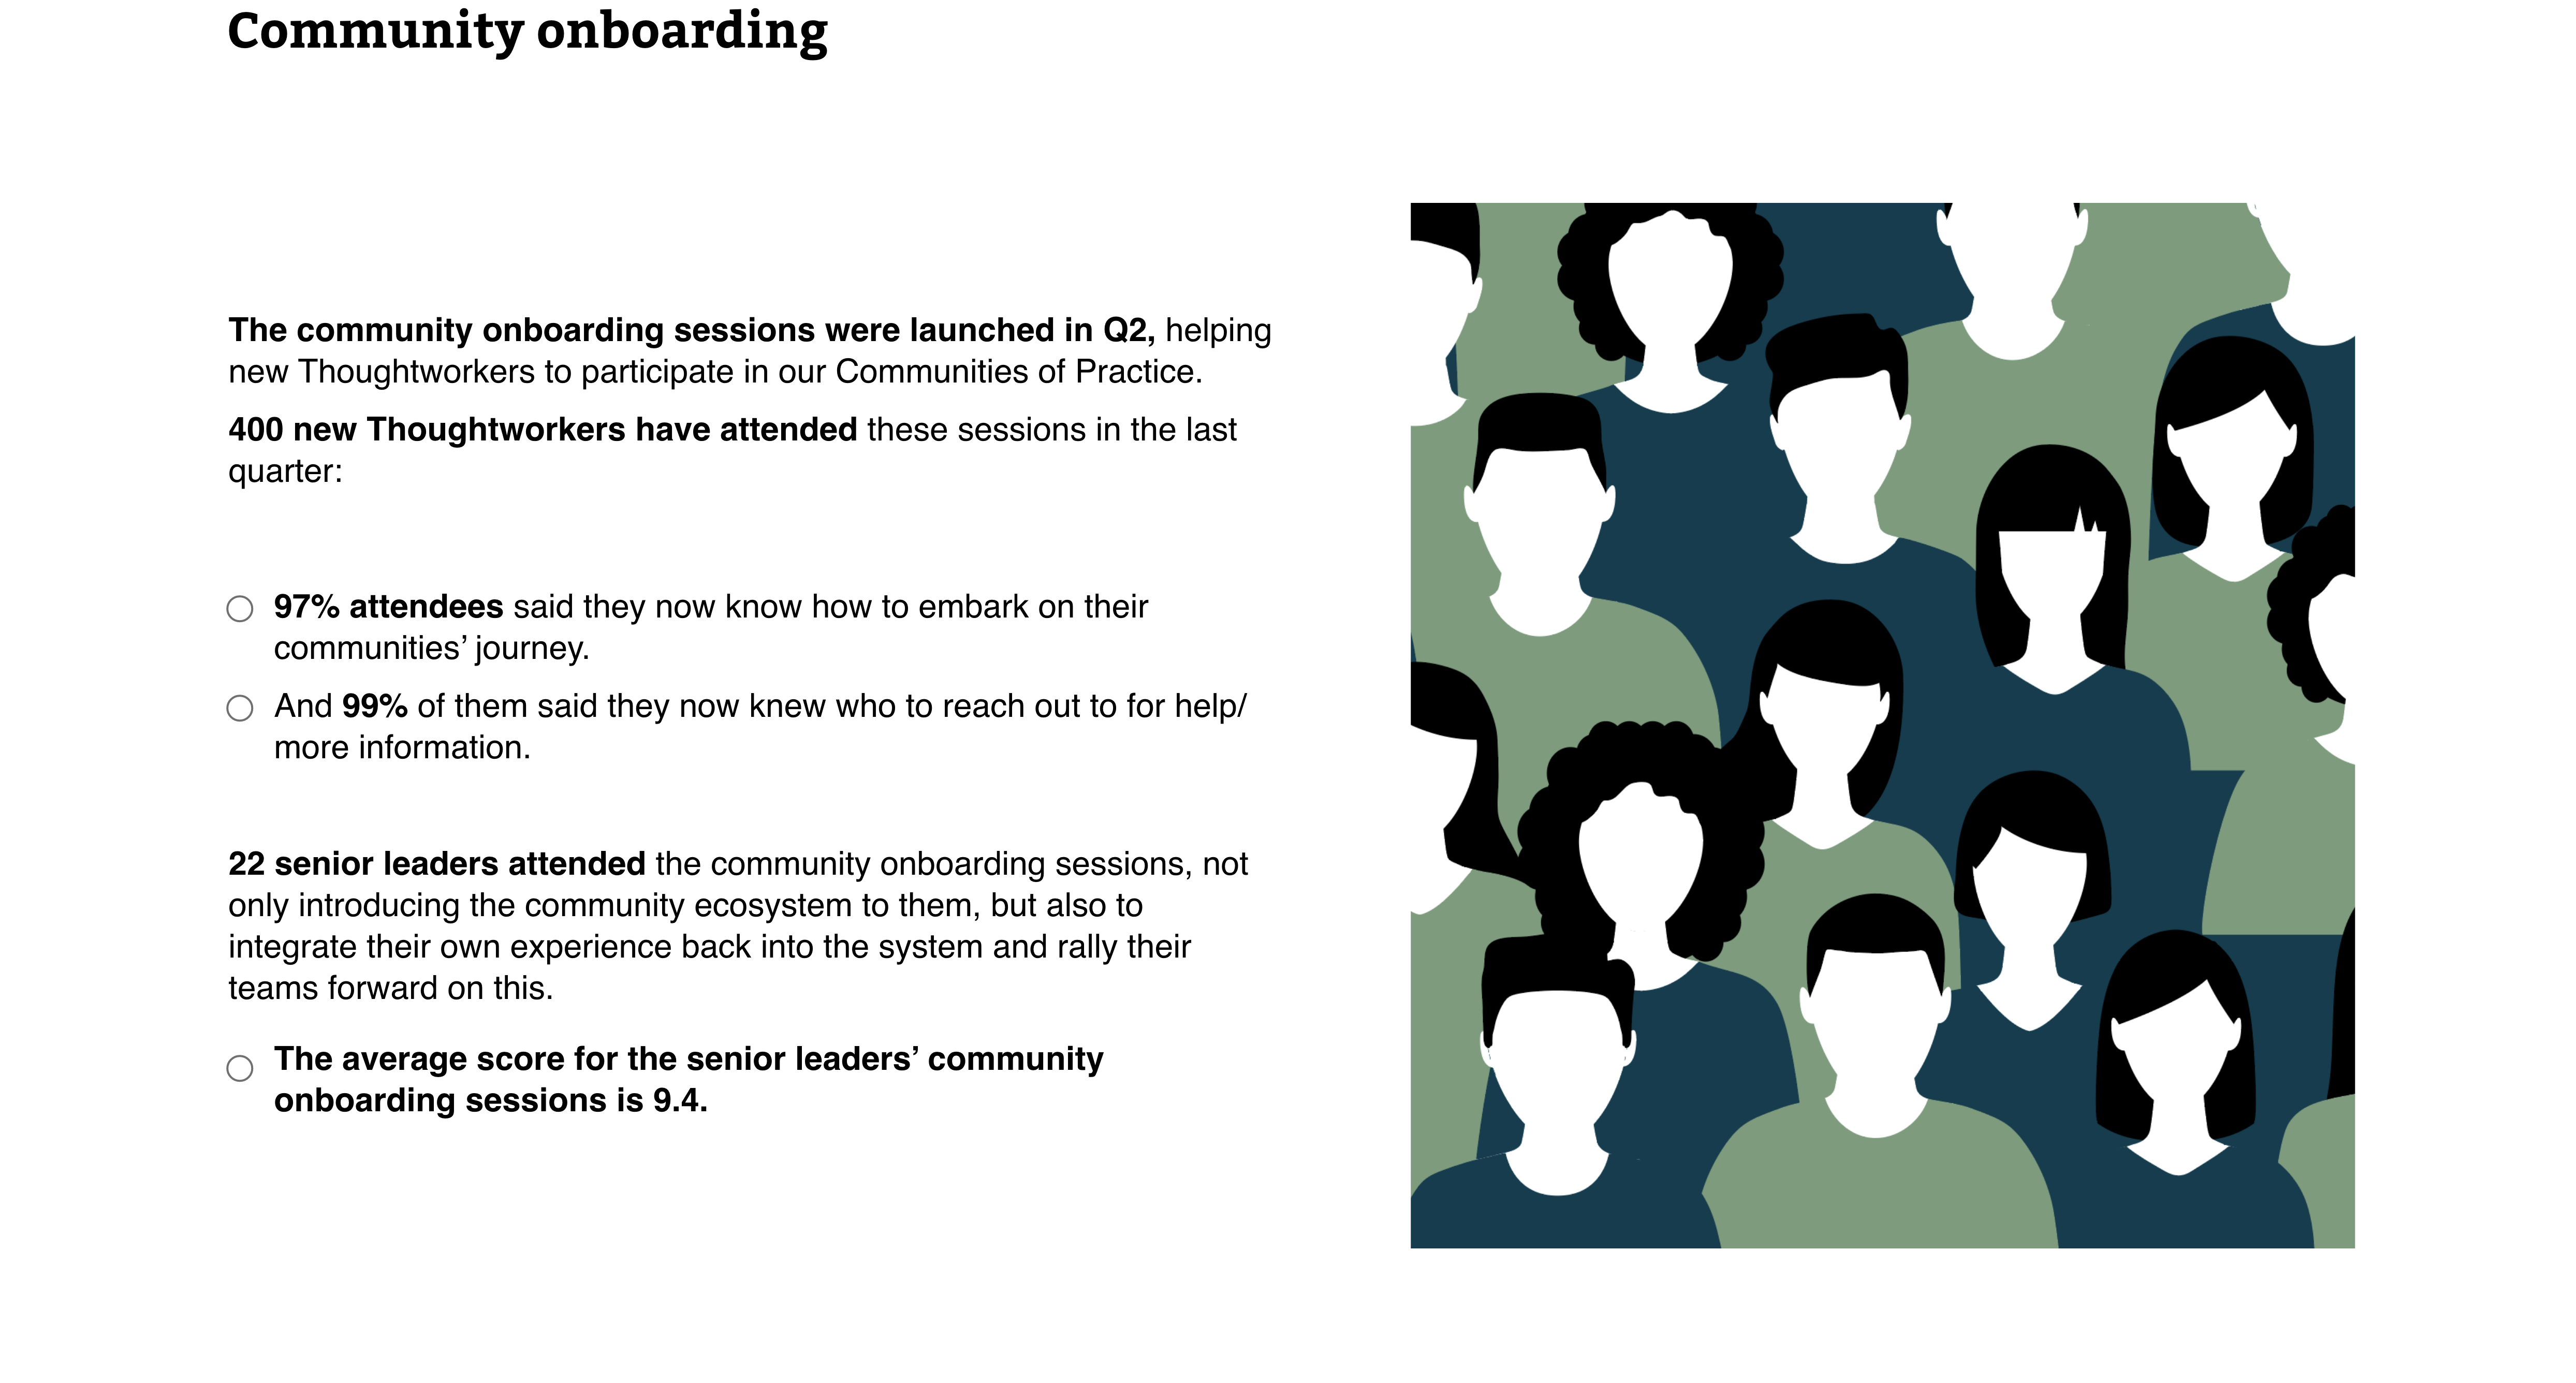 Community onboarding
The community onboarding sessions were launched in Q2, helping
new Thoughtworkers to participate in our Communities of Practice.
400 new Thoughtworkers have attended these sessions in the last
quarter:
97% attendees said they now know how to embark on their
communities’ journey.
And 99% of them said they now knew who to reach out to for help/
more information.
22 senior leaders attended the community onboarding sessions, not
only introducing the community ecosystem to them, but also to
integrate their own experience back into the system and rally their
teams forward on this.
The average score for the senior leaders’ community
onboarding sessions is 9.4.